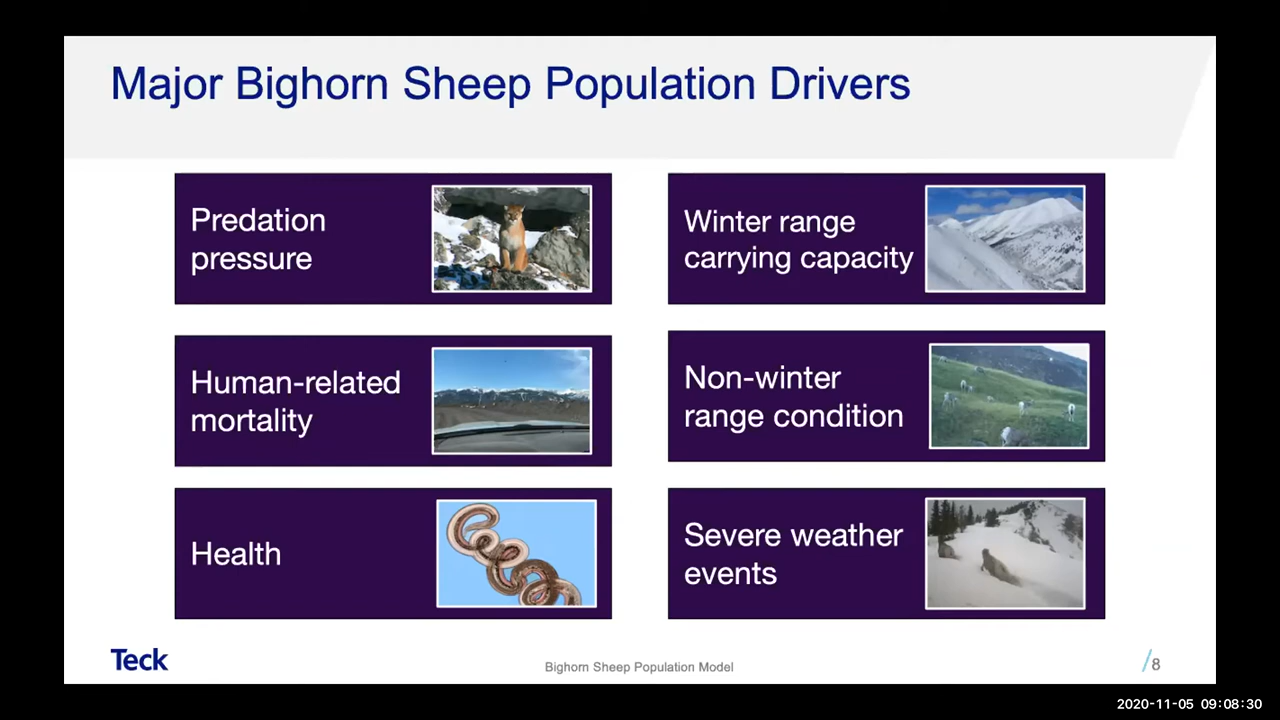 Major Bighorn Sheep Population Drivers
Predation
pressure
Winter range
carrying capacity
Human-related
mortality
Non-winter
range condition
Health
Severe weather
events
Teck
Bighorn Sheep Population Model
/8
2020-11-05 09:08:30